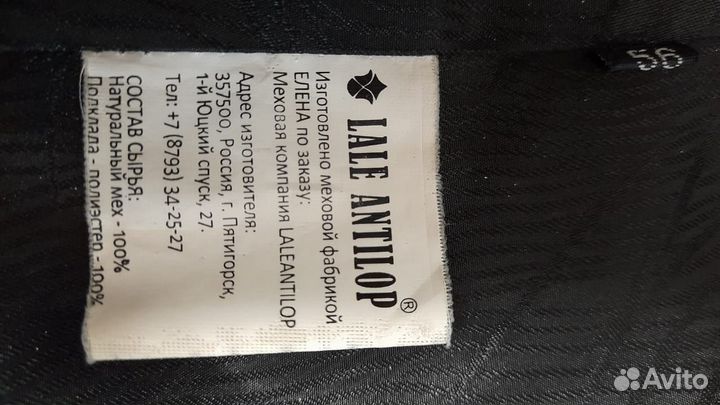 LALE ANTILOP®
Изготовлено меховой фабрикой
ЕЛЕНА по заказу:
Меховая компания LALEANTILOP
Адрес изготовителя:
357500, Россия, г. Пятигорск,
1-й Юцкий спуск, 27.
Тел: +7 (8793) 34-25-27
СОСТАВ СЫРЬЯ:
Натуральный мех - 100%
Подклада - полиэстер - 100%
56
Avito